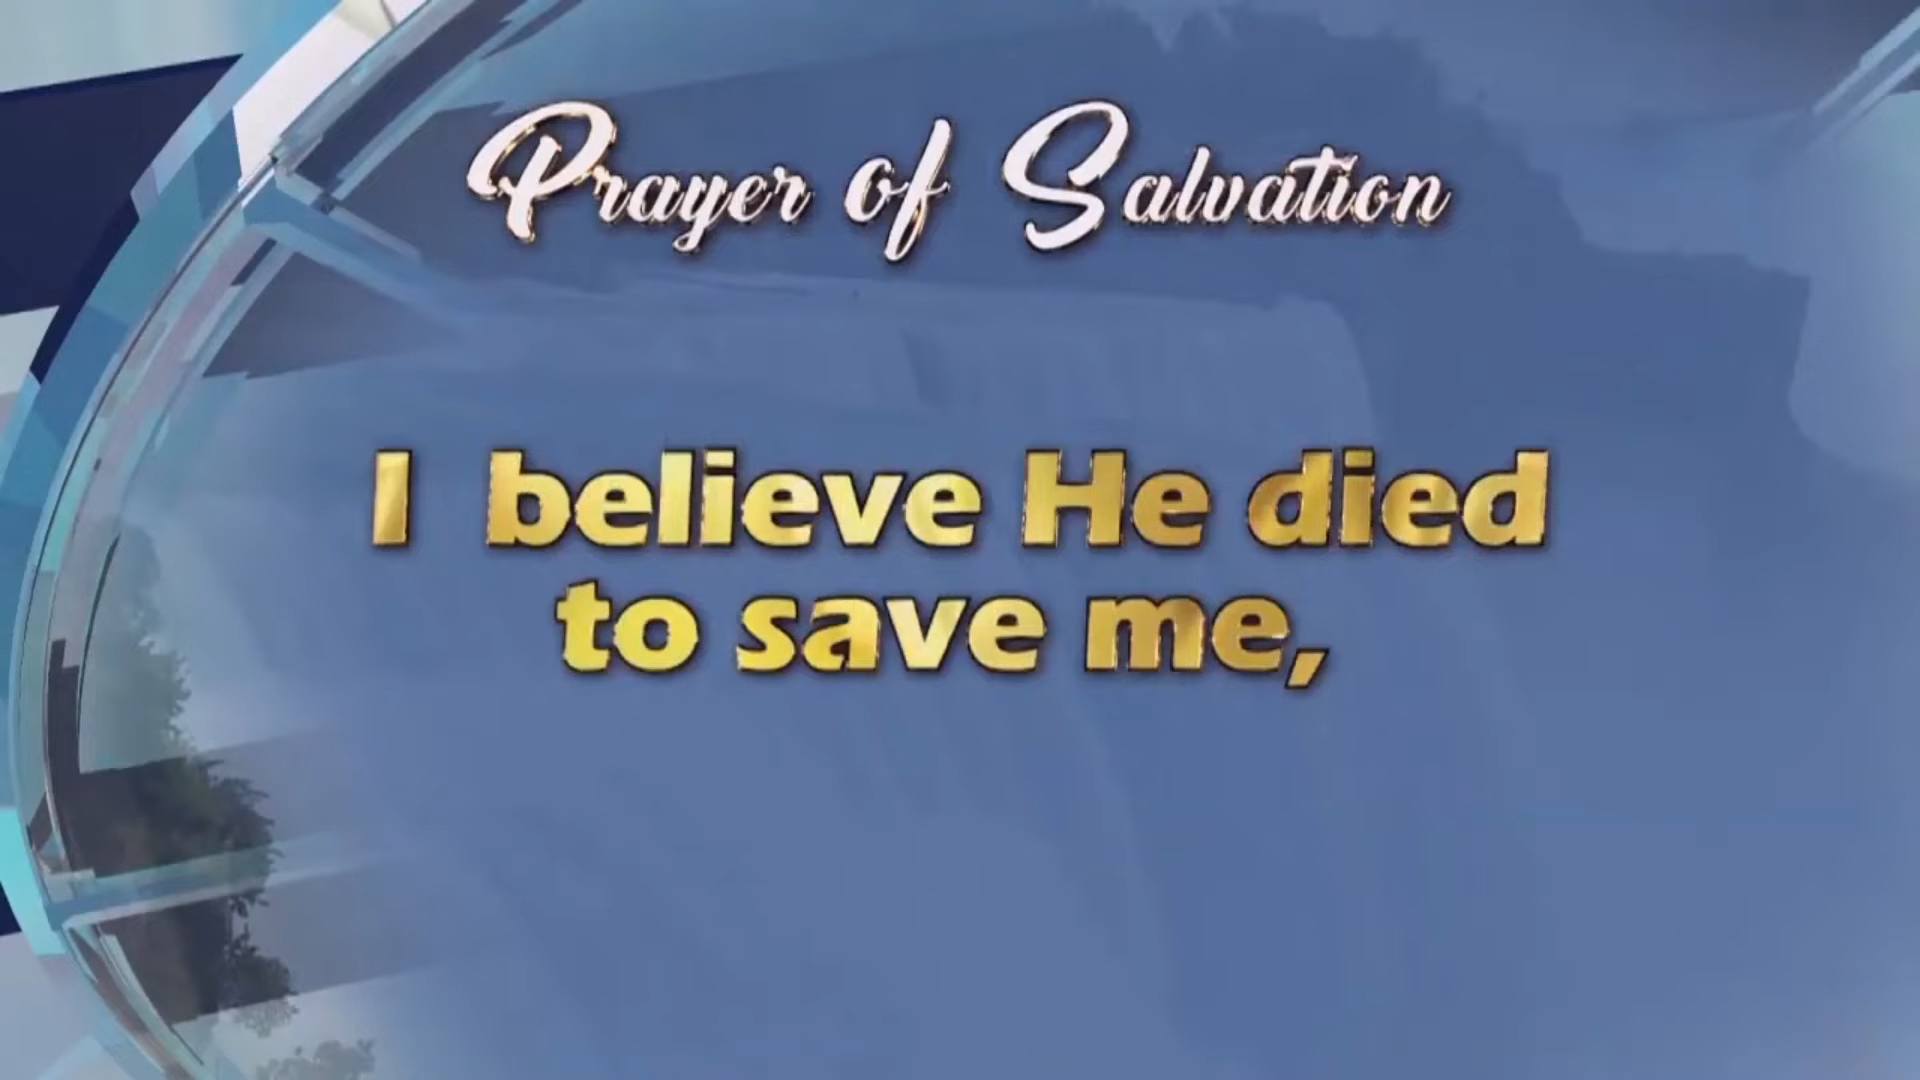 Prayer of Salvation
I believe He died
to save me,